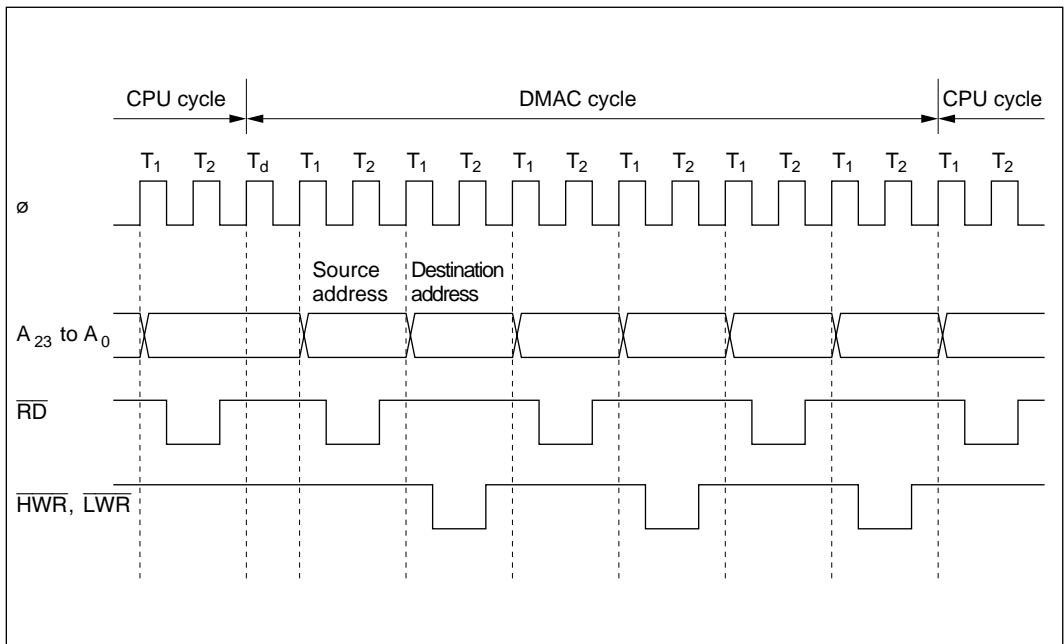 CPU cycle DMAC cycle CPU cycle
T1 T2 Td T1 T2 T1 T2 T1 T2 T1 T2 T1 T2 T1 T2 T1 T2
ø
Source Destination
address address
A23 to A0
RD
HWR, LWR